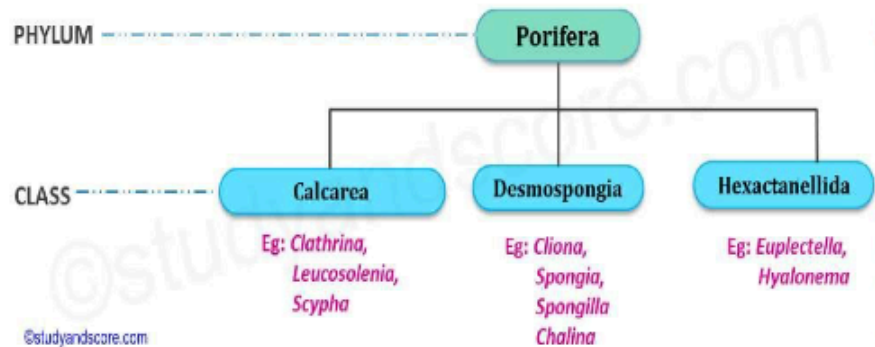 PHYLUM
Porifera
CLASS
Calcarea
Desmospongia
Hexactanellida
Eg: Clathrina,
Leucosolenia,
Scypha
Eg: Cliona,
Spongia,
Spongilla
Chalina
Eg: Euplectella,
Hyalonema
©studyandscore.com
©studyandscore.com